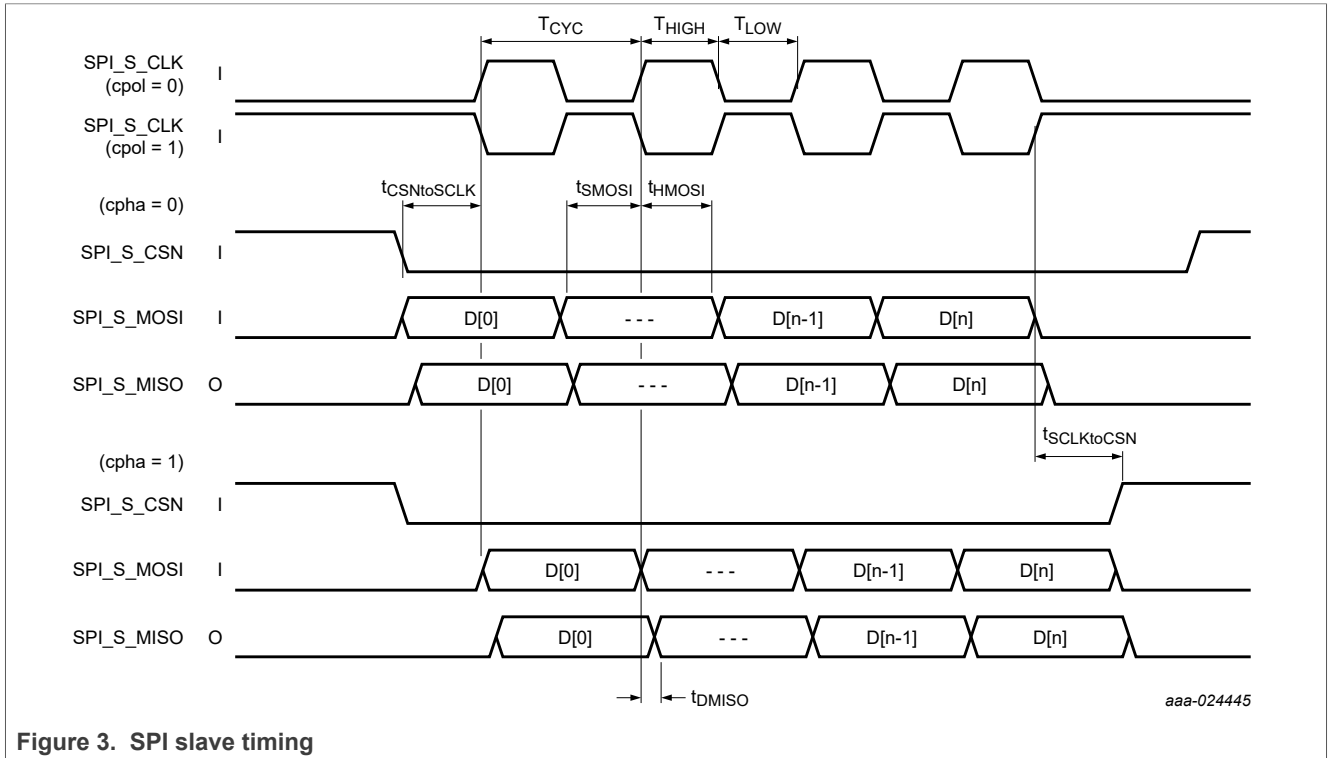 TCYC THIGH TLOW
SPI_S_CLK
(cpol = 0) I
SPI_S_CLK
(cpol = 1) I
tCSNtoSCLK tSMOSI tHMOSI
(cpha = 0)
SPI_S_CSN I
SPI_S_MOSI I D[0] - - - D[n-1] D[n]
SPI_S_MISO O D[0] - - - D[n-1] D[n]
tSCLKtoCSN
(cpha = 1)
SPI_S_CSN I
SPI_S_MOSI I D[0] - - - D[n-1] D[n]
SPI_S_MISO O D[0] - - - D[n-1] D[n]
tDMISO
aaa-024445
Figure 3. SPI slave timing